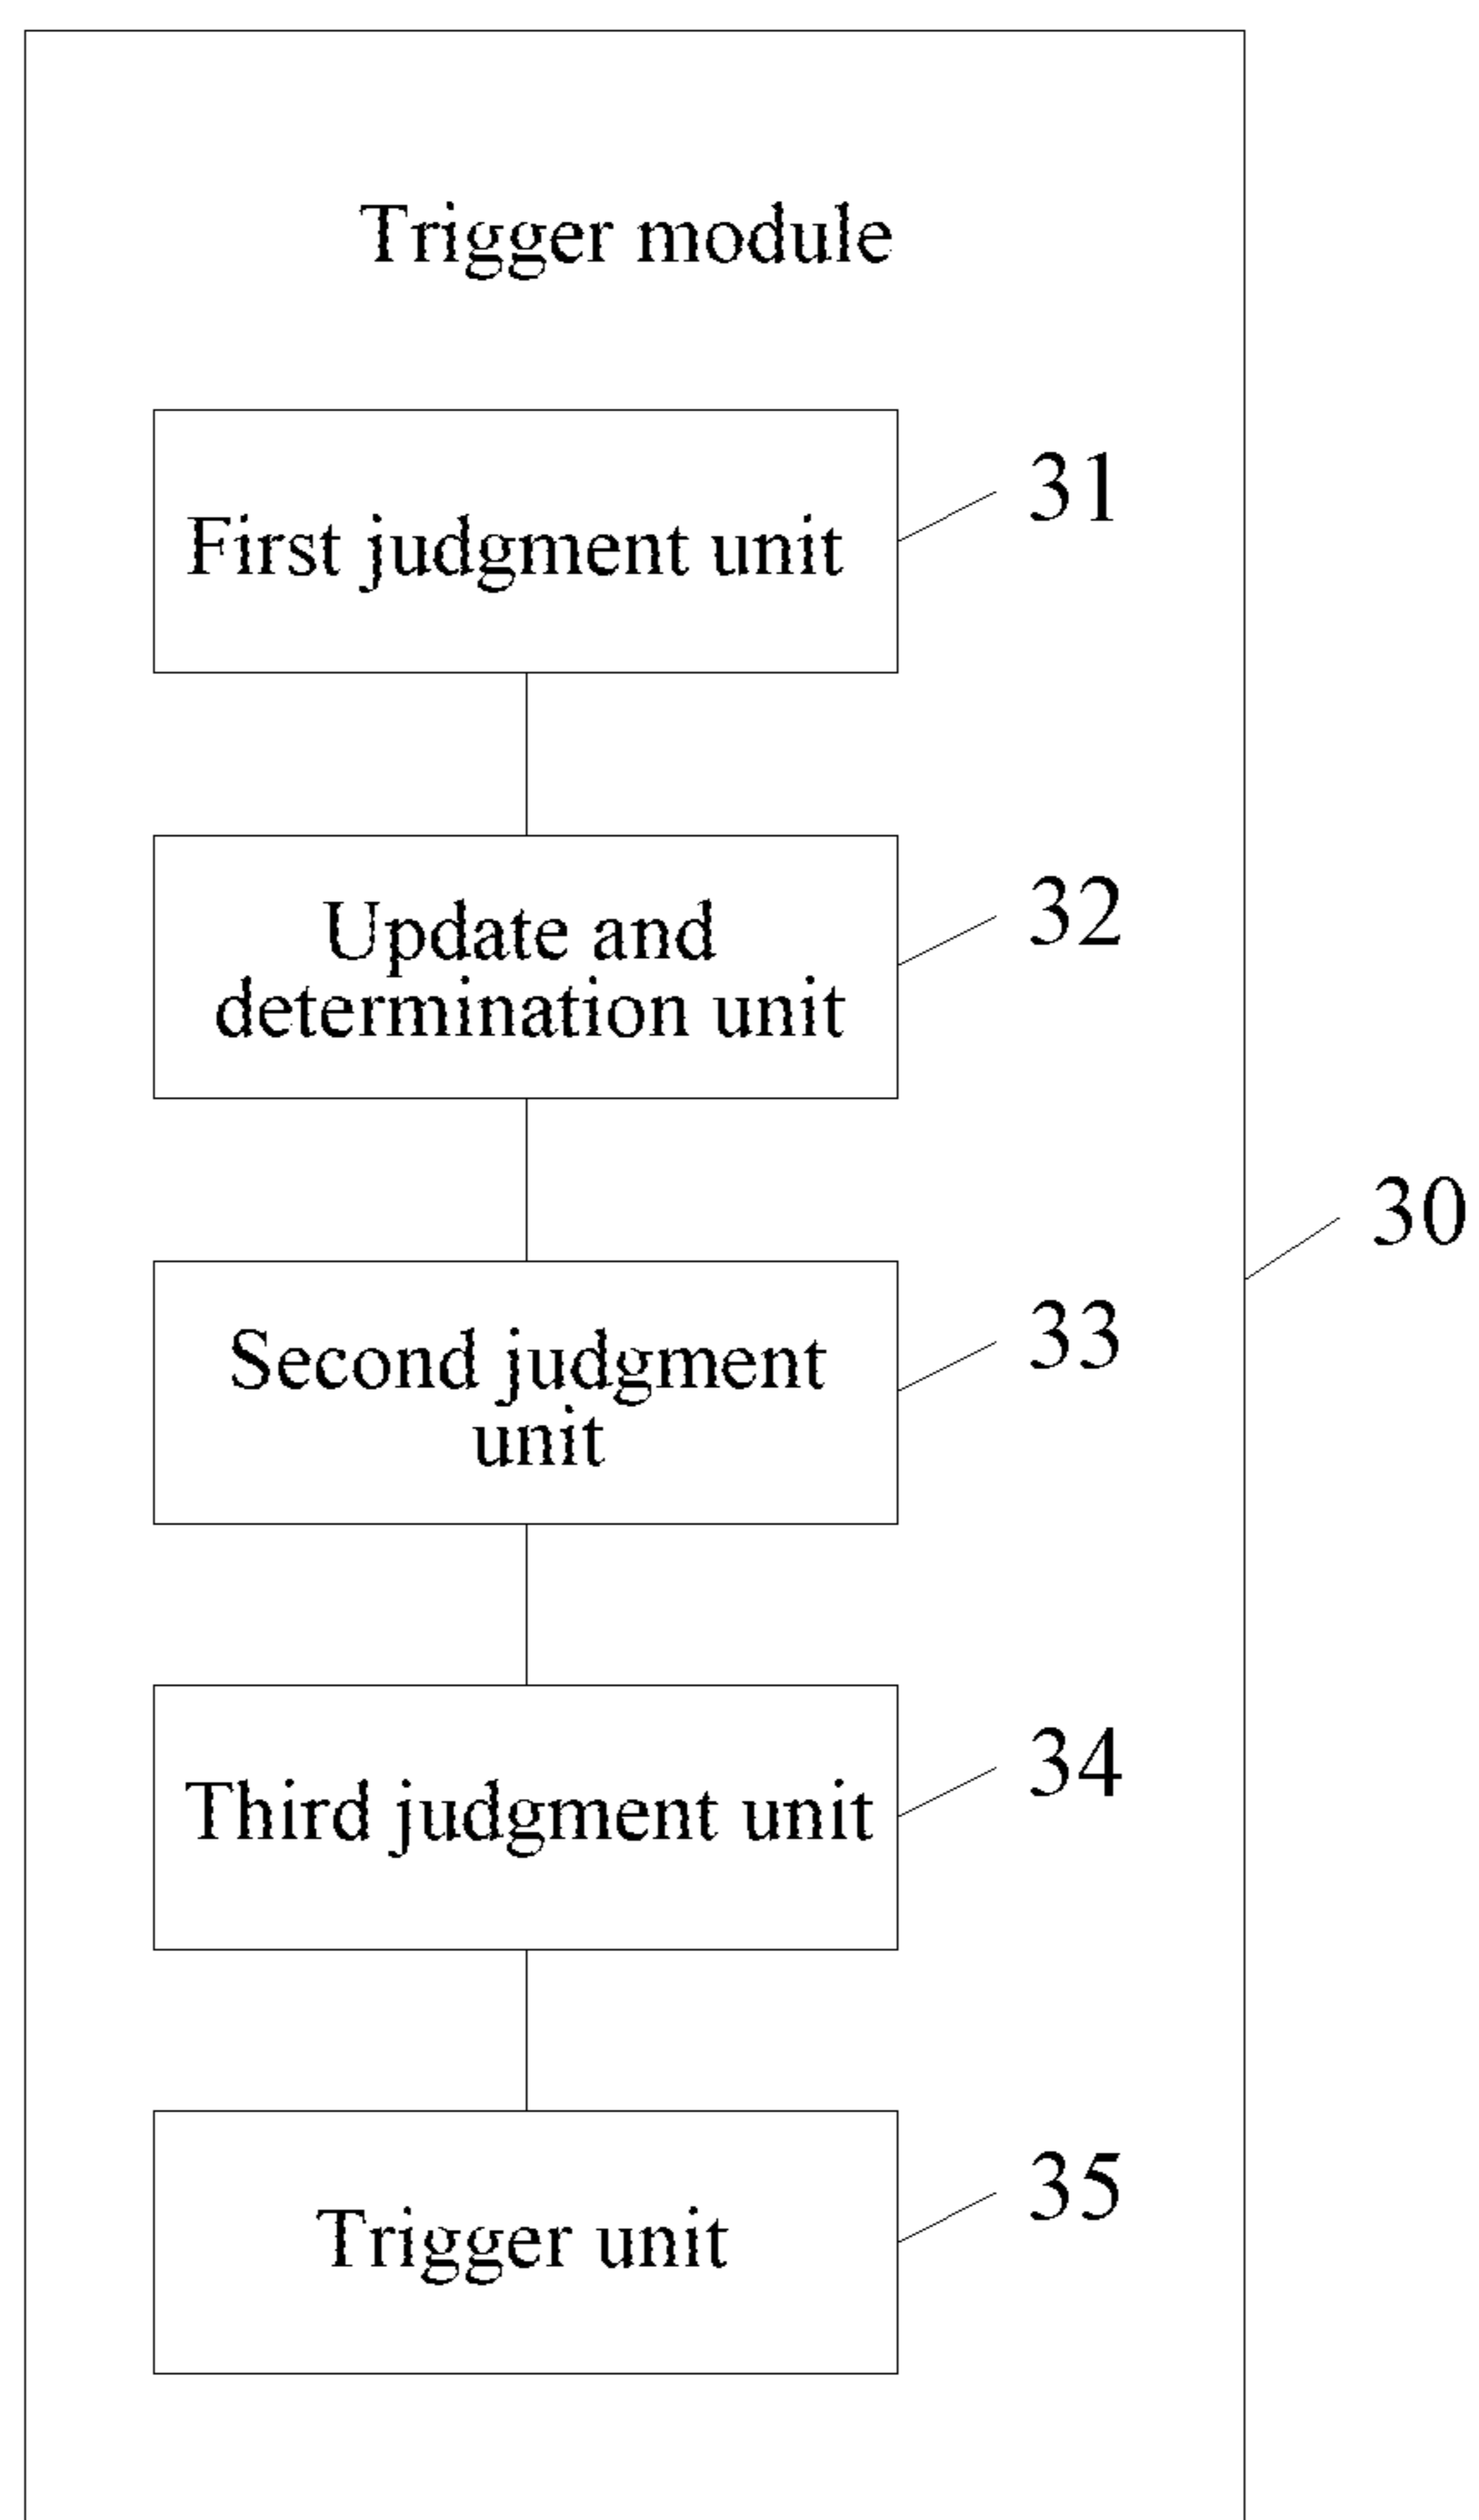 Trigger module
First judgment unit
31
Update and
determination unit
32
30
Second judgment
unit
33
Third judgment unit
34
Trigger unit
35